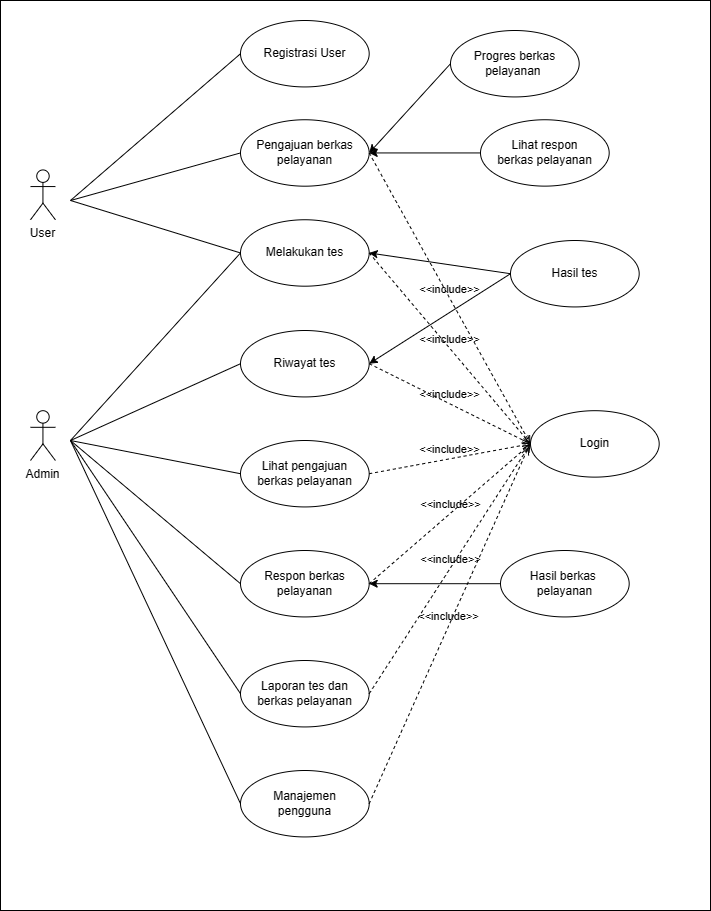 Registrasi User
Progres berkas
pelayanan
Pengajuan berkas
pelayanan
Lihat respon
berkas pelayanan
User
Melakukan tes
Hasil tes
<<include>>
<<include>>
Riwayat tes
<<include>>
Admin
Login
<<include>>
Lihat pengajuan
berkas pelayanan
<<include>>
<<include>>
Respon berkas
pelayanan
Hasil berkas
pelayanan
<<include>>
Laporan tes dan
berkas pelayanan
Manajemen
pengguna